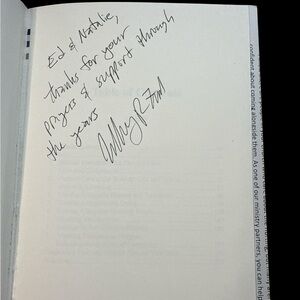 Ed & Natalie,
thanks for your
prayers & support through
the years
confident about coming alongside them. As one of our
ministry partners, you can help